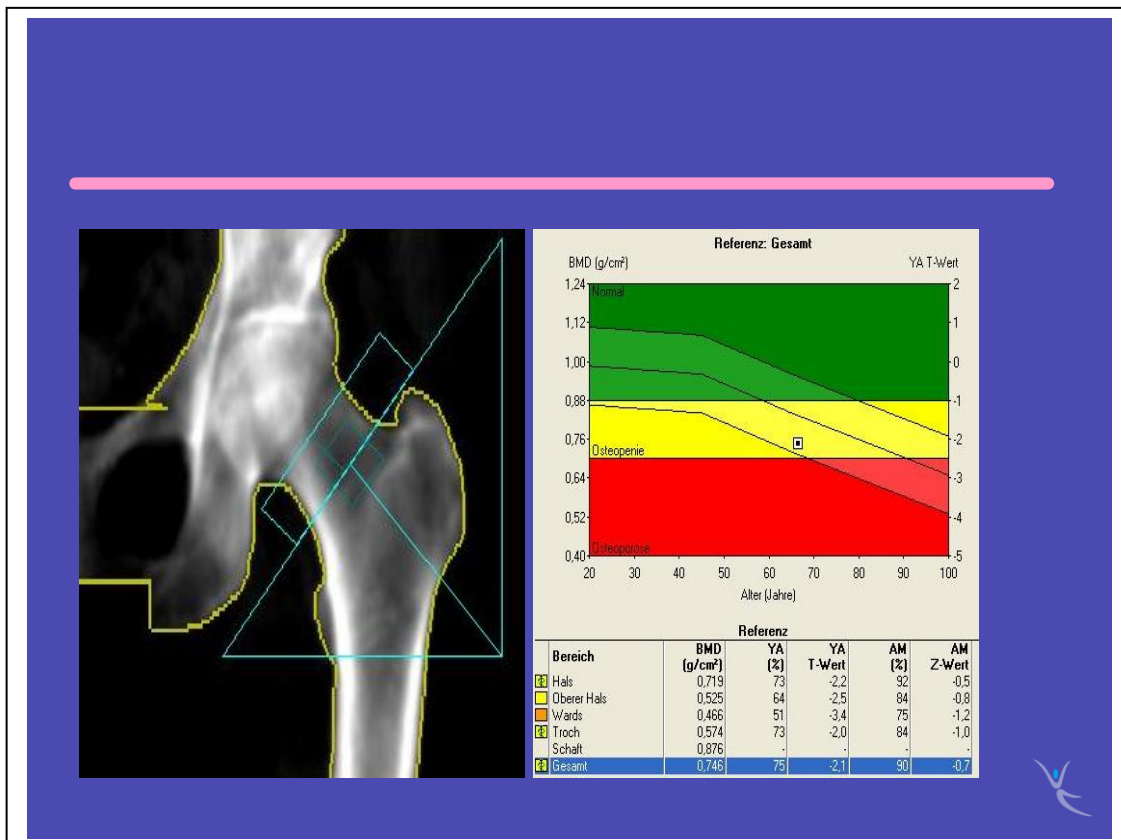 Referenz: Gesamt
BMD (g/cm²) YA T-Wert
1,24 Normal 2
1,12 1
1,00 0
0,88 -1
0,76 -2
Osteopenie
0,64 -3
0,52 -4
0,40 Osteoporose -5
20 30 40 50 60 70 80 90 100
Alter (Jahre)
Referenz
Bereich BMD (g/cm²) YA (%) YA T-Wert AM (%) AM Z-Wert
Hals 0,719 73 -2,2 92 -0,5
Oberer Hals 0,525 64 -2,5 84 -0,8
Wards 0,466 51 -3,4 75 -1,2
Troch 0,574 73 -2,0 84 -1,0
Schaft 0,876 - - - -
Gesamt 0,746 75 -2,1 90 -0,7